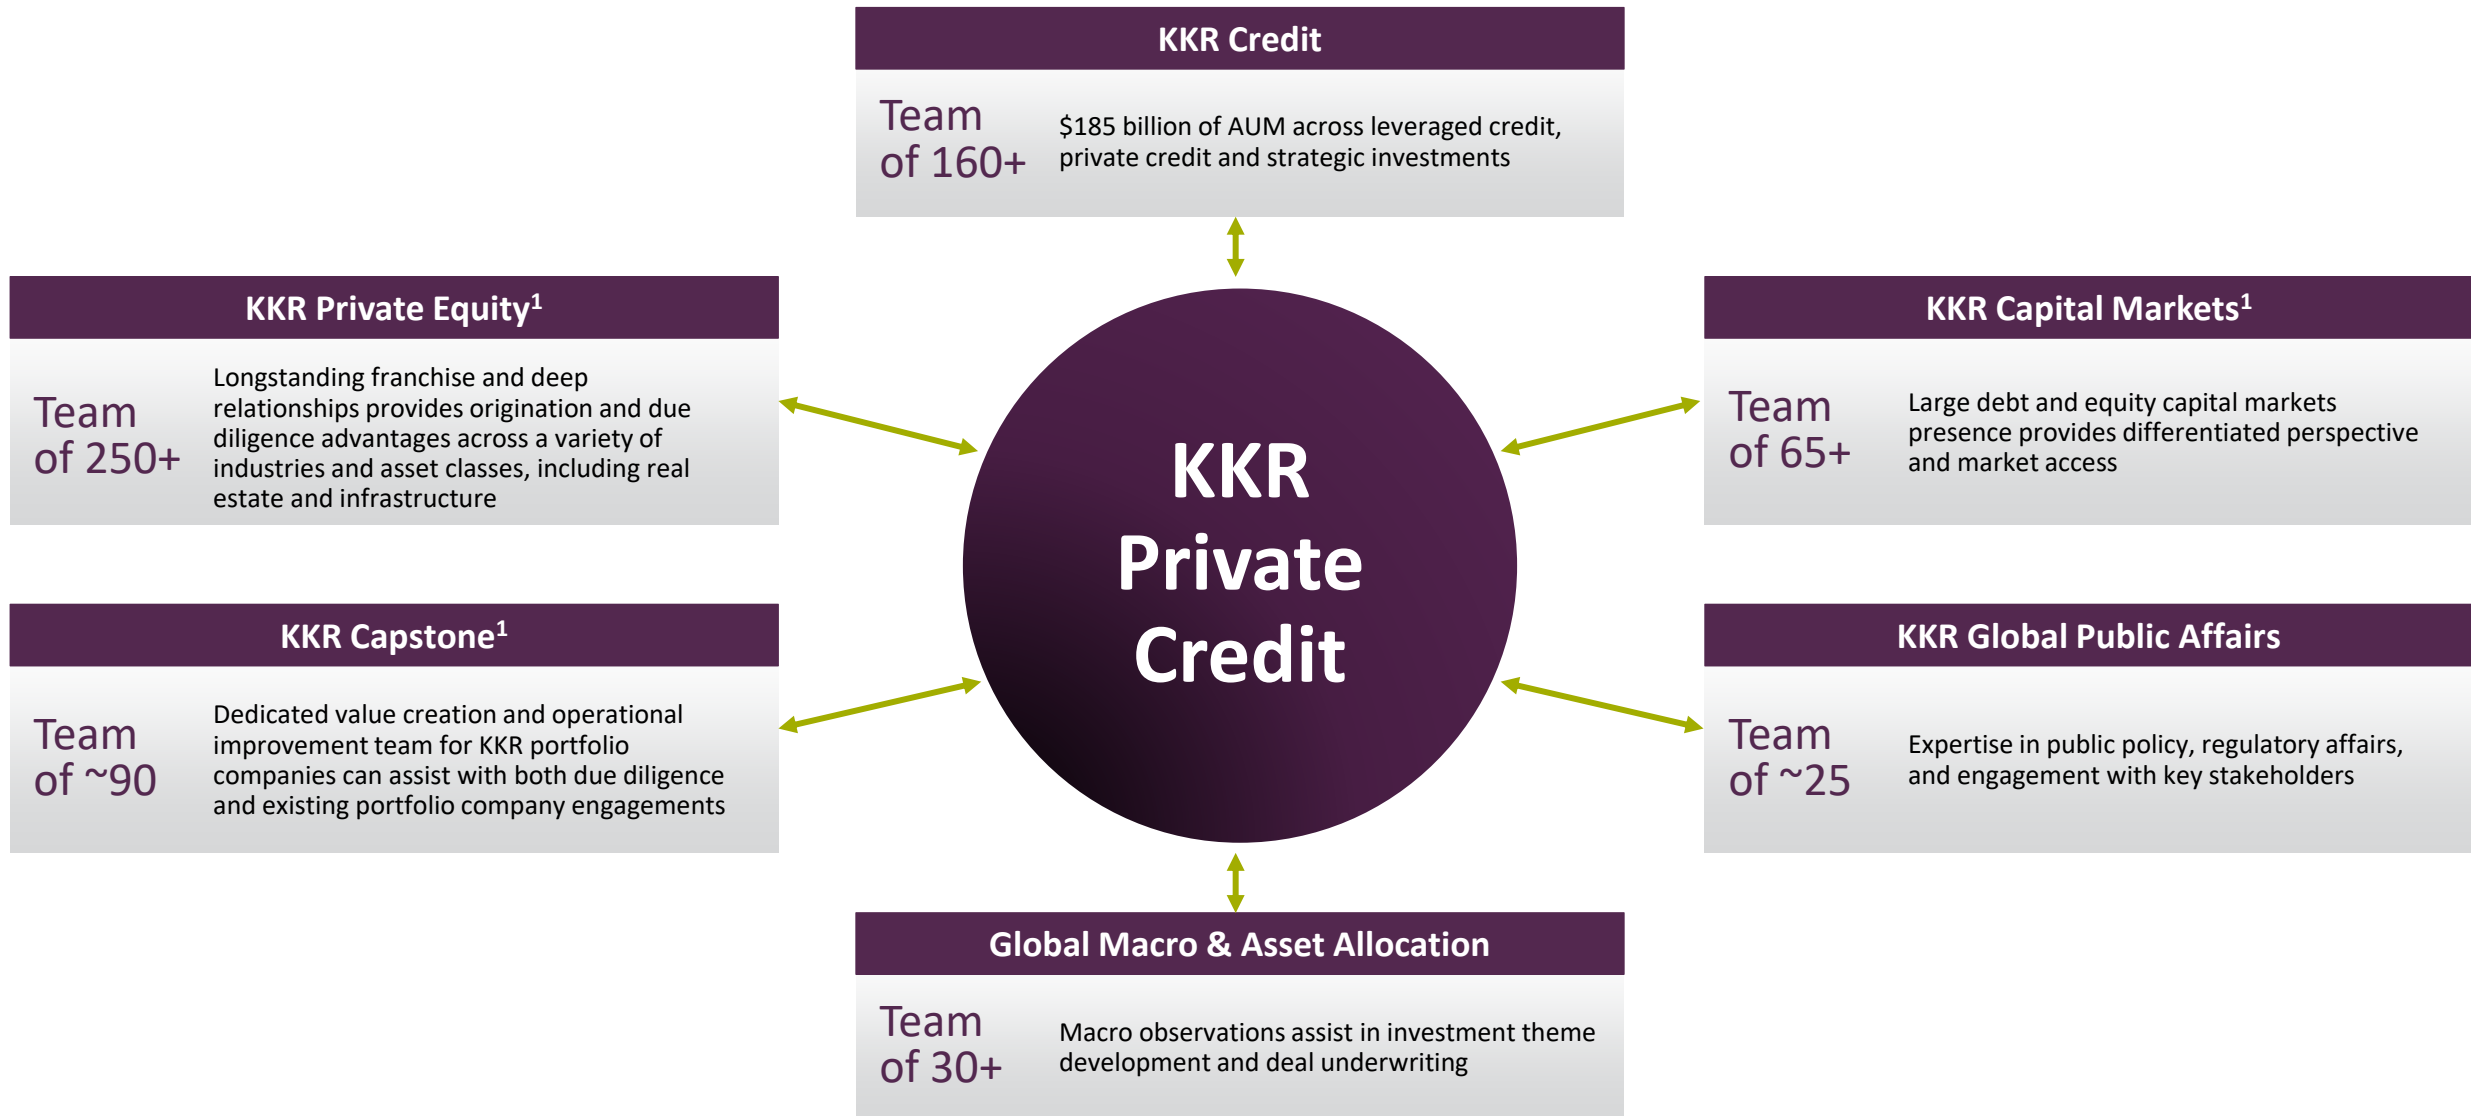 KKR Credit
Team
of 160+
$185 billion of AUM across leveraged credit,
private credit and strategic investments
KKR Private Equity¹
Team
of 250+
Longstanding franchise and deep
relationships provides origination and due
diligence advantages across a variety of
industries and asset classes, including real
estate and infrastructure
KKR Capital Markets¹
Team
of 65+
Large debt and equity capital markets
presence provides differentiated perspective
and market access
KKR
Private
Credit
KKR Capstone¹
Team
of ~90
Dedicated value creation and operational
improvement team for KKR portfolio
companies can assist with both due diligence
and existing portfolio company engagements
KKR Global Public Affairs
Team
of ~25
Expertise in public policy, regulatory affairs,
and engagement with key stakeholders
Global Macro & Asset Allocation
Team
of 30+
Macro observations assist in investment theme
development and deal underwriting